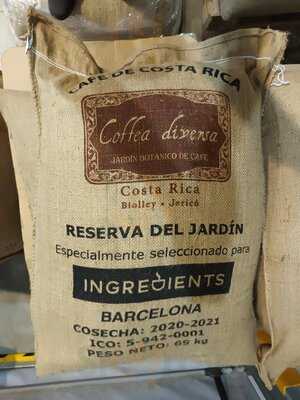 CAFÉ DE COSTA RICA
Coffea diversa
JARDÍN BOTÁNICO DE CAFÉ
Costa Rica
Biolley • Jericó
RESERVA DEL JARDÍN
Especialmente seleccionado para
INGREDIENTS
BARCELONA
COSECHA: 2020-2021
ICO: 5-942-0001
PESO NETO: 69 kg